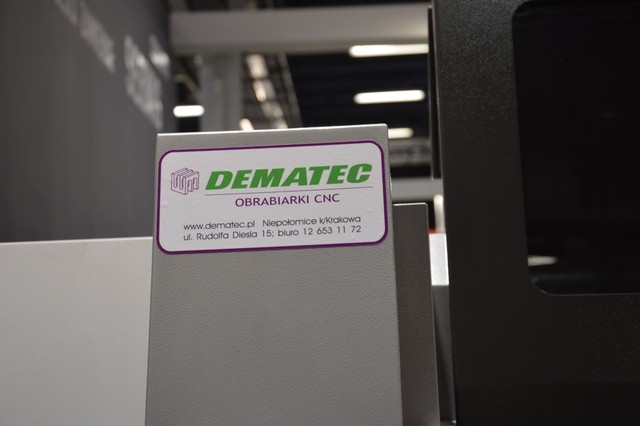 DEMATEC
OBRABIARKI CNC
www.dematec.pl Niepołomice k/Krakowa
ul. Rudolfa Diesla 15; biuro 12 653 11 72